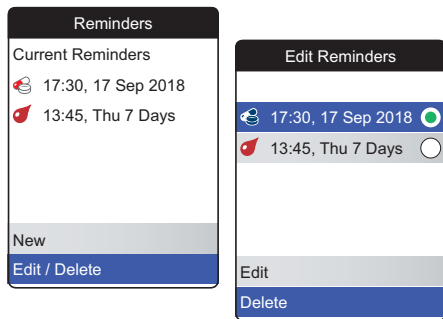 Reminders
Current Reminders
17:30, 17 Sep 2018
13:45, Thu 7 Days
New
Edit / Delete
Edit Reminders
17:30, 17 Sep 2018
13:45, Thu 7 Days
Edit
Delete